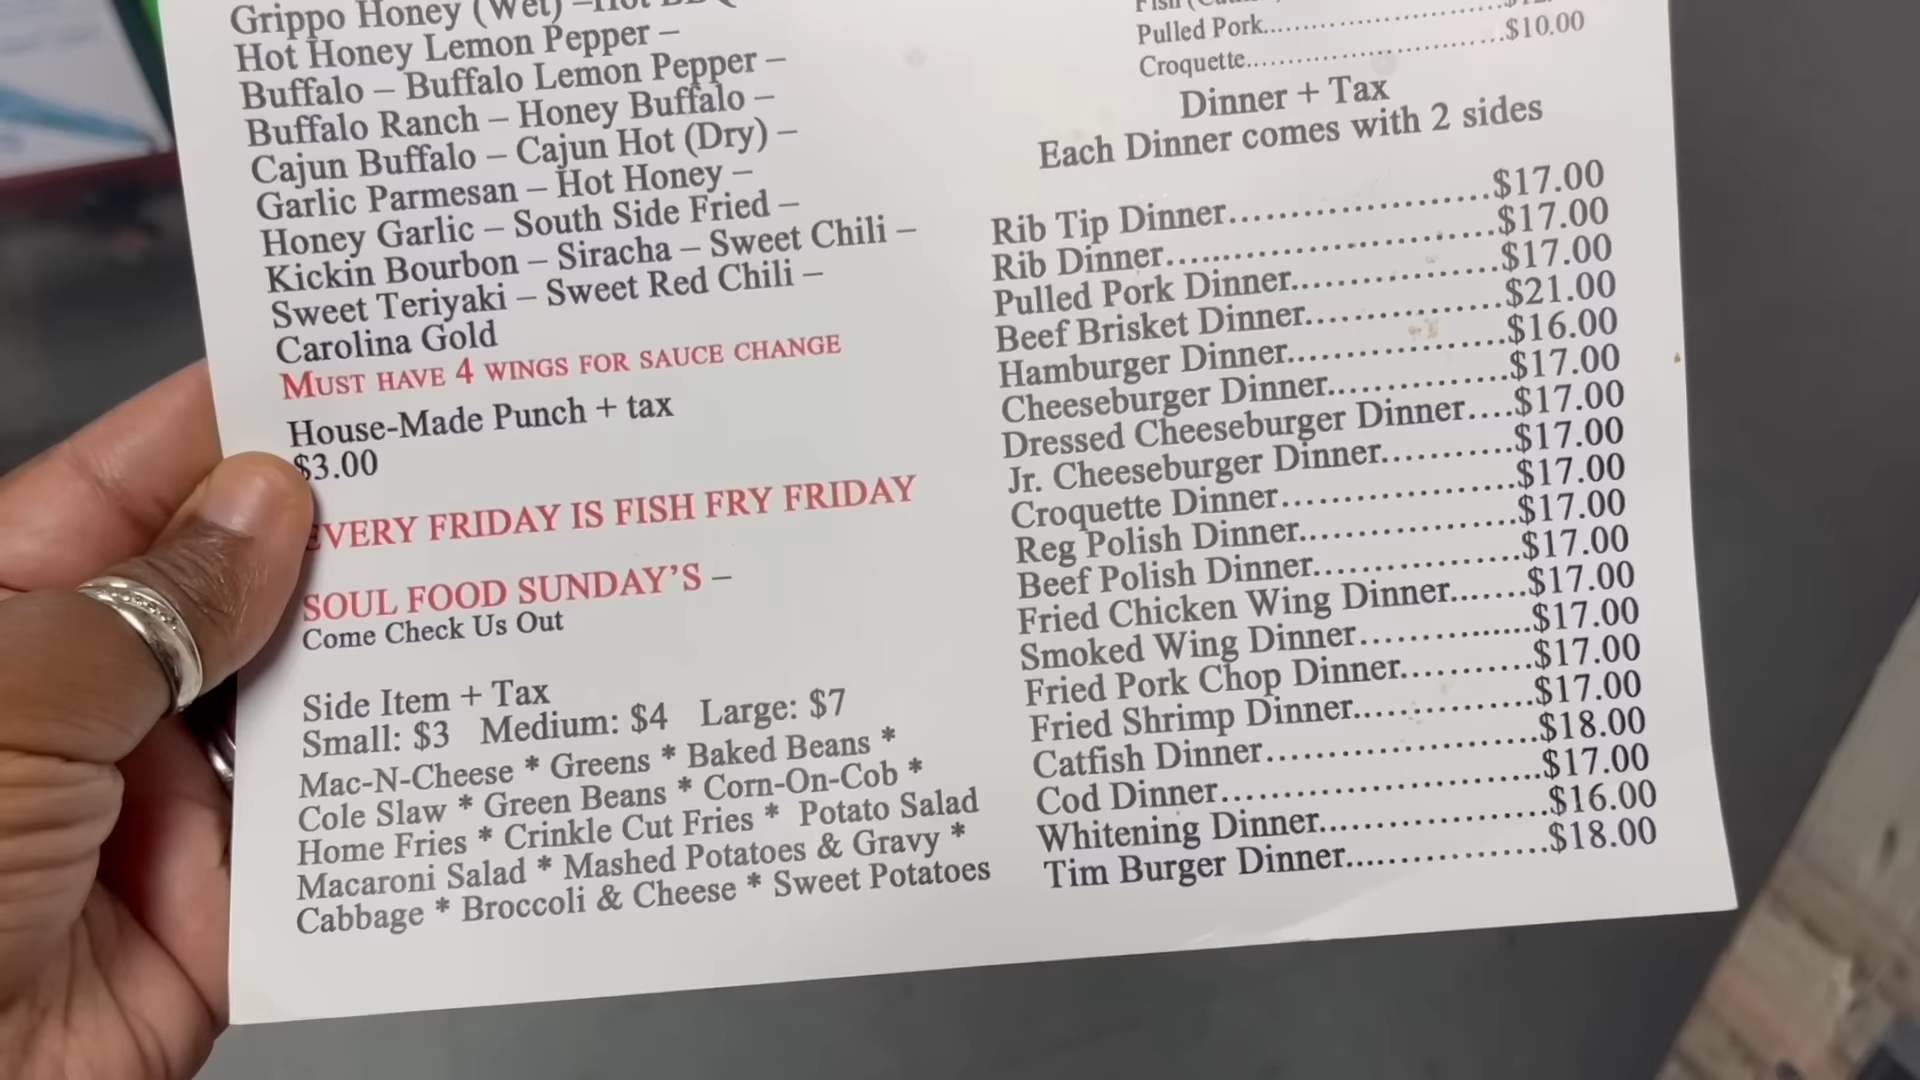 Grippo Honey (Wet) –Hot
Hot Honey Lemon Pepper –
Buffalo – Buffalo Lemon Pepper –
Buffalo Ranch – Honey Buffalo –
Cajun Buffalo – Cajun Hot (Dry) –
Garlic Parmesan – Hot Honey –
Honey Garlic – South Side Fried –
Kickin Bourbon – Siracha – Sweet Chili –
Sweet Teriyaki – Sweet Red Chili –
Carolina Gold
MUST HAVE 4 WINGS FOR SAUCE CHANGE
House-Made Punch + tax
$3.00
EVERY FRIDAY IS FISH FRY FRIDAY
SOUL FOOD SUNDAY'S –
Come Check Us Out
Side Item + Tax
Small: $3 Medium: $4 Large: $7
Mac-N-Cheese * Greens * Baked Beans *
Cole Slaw * Green Beans * Corn-On-Cob *
Home Fries * Crinkle Cut Fries * Potato Salad
Macaroni Salad * Mashed Potatoes & Gravy *
Cabbage * Broccoli & Cheese * Sweet Potatoes
Pulled Pork
Croquette.....$10.00
Dinner + Tax
Each Dinner comes with 2 sides
Rib Tip Dinner.....$17.00
Rib Dinner.....$17.00
Pulled Pork Dinner.....$17.00
Beef Brisket Dinner.....$21.00
Hamburger Dinner.....$16.00
Cheeseburger Dinner.....$17.00
Dressed Cheeseburger Dinner....$17.00
Jr. Cheeseburger Dinner.....$17.00
Croquette Dinner.....$17.00
Reg Polish Dinner.....$17.00
Beef Polish Dinner.....$17.00
Fried Chicken Wing Dinner.....$17.00
Smoked Wing Dinner.....$17.00
Fried Pork Chop Dinner.....$17.00
Fried Shrimp Dinner.....$17.00
Catfish Dinner.....$18.00
Cod Dinner.....$17.00
Whitening Dinner.....$16.00
Tim Burger Dinner.....$18.00